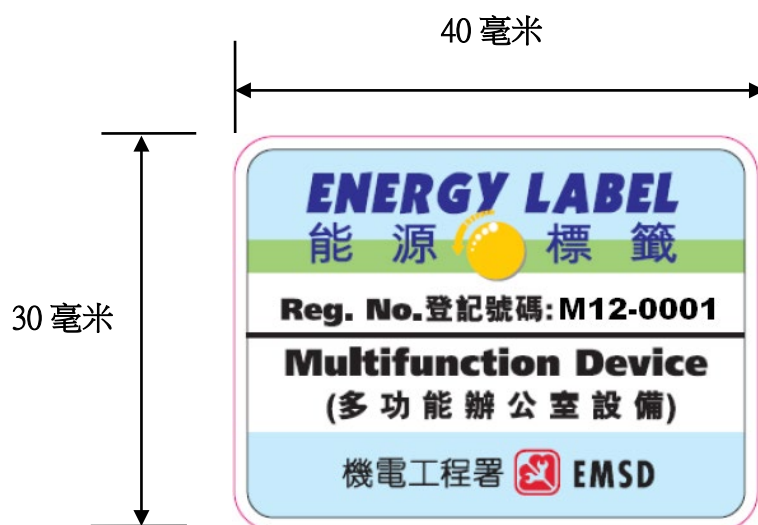 40 毫米
ENERGY LABEL
能源標籤
30 毫米
Reg. No.登記號碼: M12-0001
Multifunction Device
(多功能辦公室設備)
機電工程署 EMSD